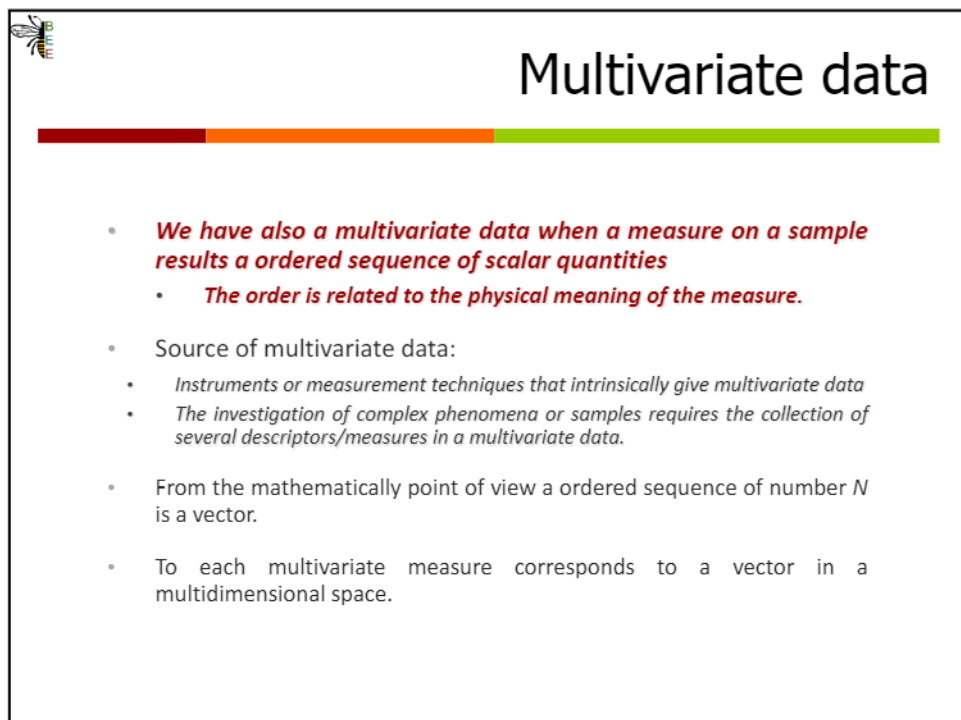 B
E
E
Multivariate data
• We have also a multivariate data when a measure on a sample
results a ordered sequence of scalar quantities
• The order is related to the physical meaning of the measure.
• Source of multivariate data:
• Instruments or measurement techniques that intrinsically give multivariate data
• The investigation of complex phenomena or samples requires the collection of
several descriptors/measures in a multivariate data.
• From the mathematically point of view a ordered sequence of number N
is a vector.
• To each multivariate measure corresponds to a vector in a
multidimensional space.